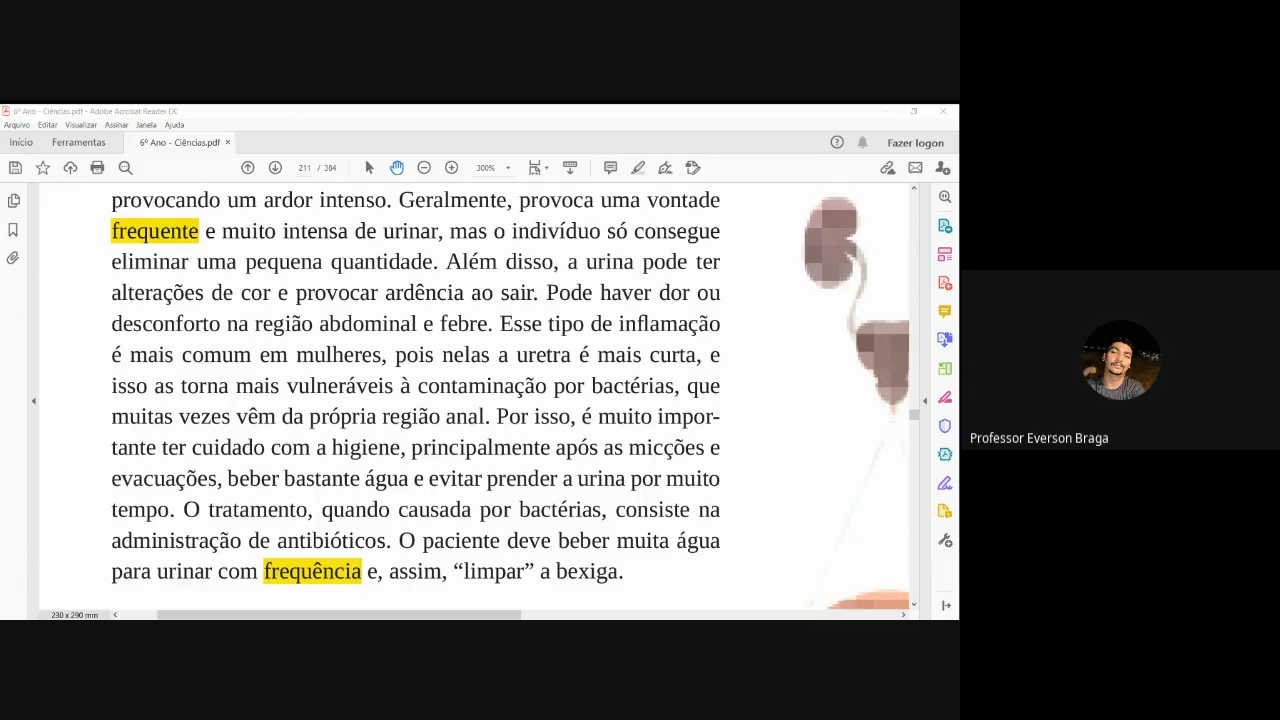 6º Ano - Ciências.pdf - Adobe Acrobat Reader DC
Arquivo Editar Visualizar Assinar Janela Ajuda
Início Ferramentas 6º Ano - Ciências.pdf × Fazer logon
211 / 384 300%
provocando um ardor intenso. Geralmente, provoca uma vontade
frequente e muito intensa de urinar, mas o indivíduo só consegue
eliminar uma pequena quantidade. Além disso, a urina pode ter
alterações de cor e provocar ardência ao sair. Pode haver dor ou
desconforto na região abdominal e febre. Esse tipo de inflamação
é mais comum em mulheres, pois nelas a uretra é mais curta, e
isso as torna mais vulneráveis à contaminação por bactérias, que
muitas vezes vêm da própria região anal. Por isso, é muito impor-
tante ter cuidado com a higiene, principalmente após as micções e
evacuações, beber bastante água e evitar prender a urina por muito
tempo. O tratamento, quando causada por bactérias, consiste na
administração de antibióticos. O paciente deve beber muita água
para urinar com frequência e, assim, “limpar” a bexiga.
230 x 290 mm
Professor Everson Braga